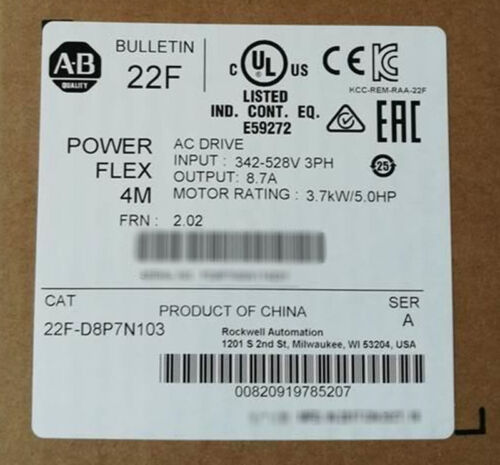 A-B
QUALITY
BULLETIN
22F
C UL US
LISTED
IND. CONT. EQ.
E59272
CE
KCC-REM-RAA-22F
EAC
25
POWER
FLEX
4M
FRN : 2.02
AC DRIVE
INPUT : 342-528V 3PH
OUTPUT: 8.7A
MOTOR RATING : 3.7kW/5.0HP
CAT
22F-D8P7N103
PRODUCT OF CHINA
SER
A
Rockwell Automation
1201 S 2nd St, Milwaukee, WI 53204, USA
00820919785207